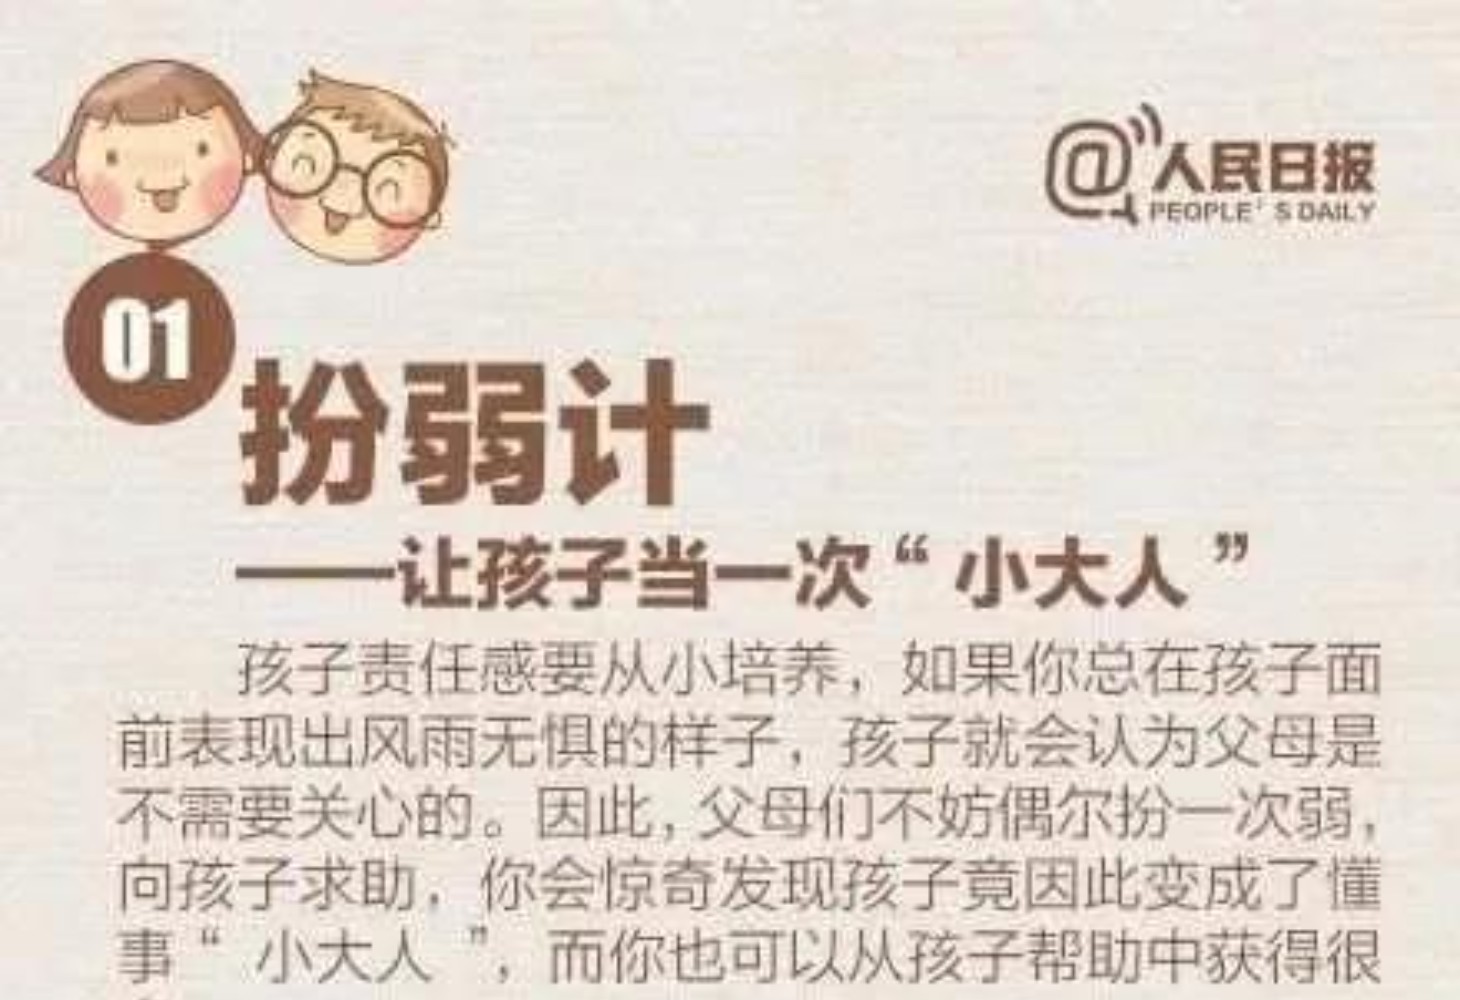 @人民日报
PEOPLE'S DAILY
01
扮弱计
——让孩子当一次“小大人”
孩子责任感要从小培养，如果你总在孩子面
前表现出风雨无惧的样子，孩子就会认为父母是
不需要关心的。因此，父母们不妨偶尔扮一次弱，
向孩子求助，你会惊奇发现孩子竟因此变成了懂
事“小大人”，而你也可以从孩子帮助中获得很